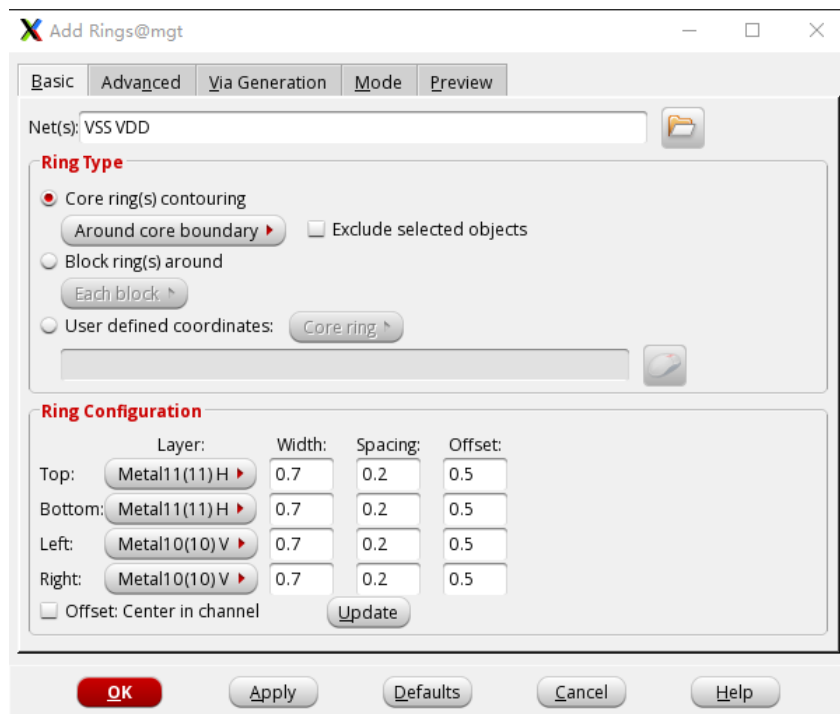 Add Rings@mgt
Basic Advanced Via Generation Mode Preview
Net(s): VSS VDD
Ring Type
Core ring(s) contouring
Around core boundary Exclude selected objects
Block ring(s) around
Each block
User defined coordinates: Core ring
Ring Configuration
Layer: Width: Spacing: Offset:
Top: Metal11(11) H 0.7 0.2 0.5
Bottom: Metal11(11) H 0.7 0.2 0.5
Left: Metal10(10) V 0.7 0.2 0.5
Right: Metal10(10) V 0.7 0.2 0.5
Offset: Center in channel Update
OK Apply Defaults Cancel Help